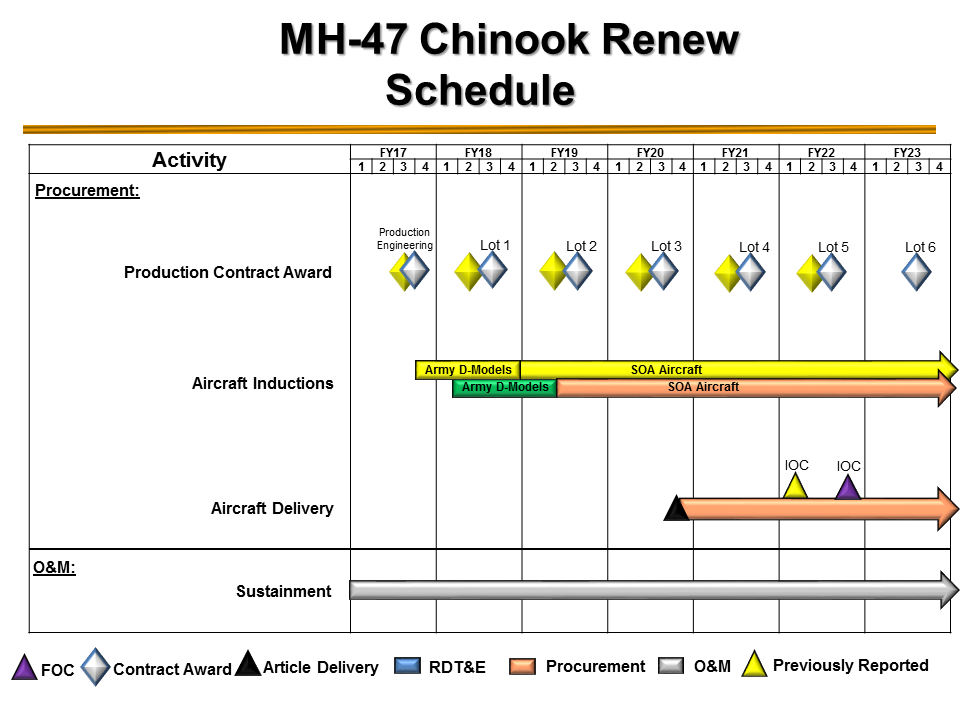 MH-47 Chinook Renew
Schedule
Activity
FY17 FY18 FY19 FY20 FY21 FY22 FY23
1 2 3 4 1 2 3 4 1 2 3 4 1 2 3 4 1 2 3 4 1 2 3 4 1 2 3 4
Procurement:
Production
Engineering Lot 1 Lot 2 Lot 3 Lot 4 Lot 5 Lot 6
Production Contract Award
Army D-Models SOA Aircraft
Aircraft Inductions
Army D-Models SOA Aircraft
IOC IOC
Aircraft Delivery
O&M:
Sustainment
FOC Contract Award Article Delivery RDT&E Procurement O&M Previously Reported